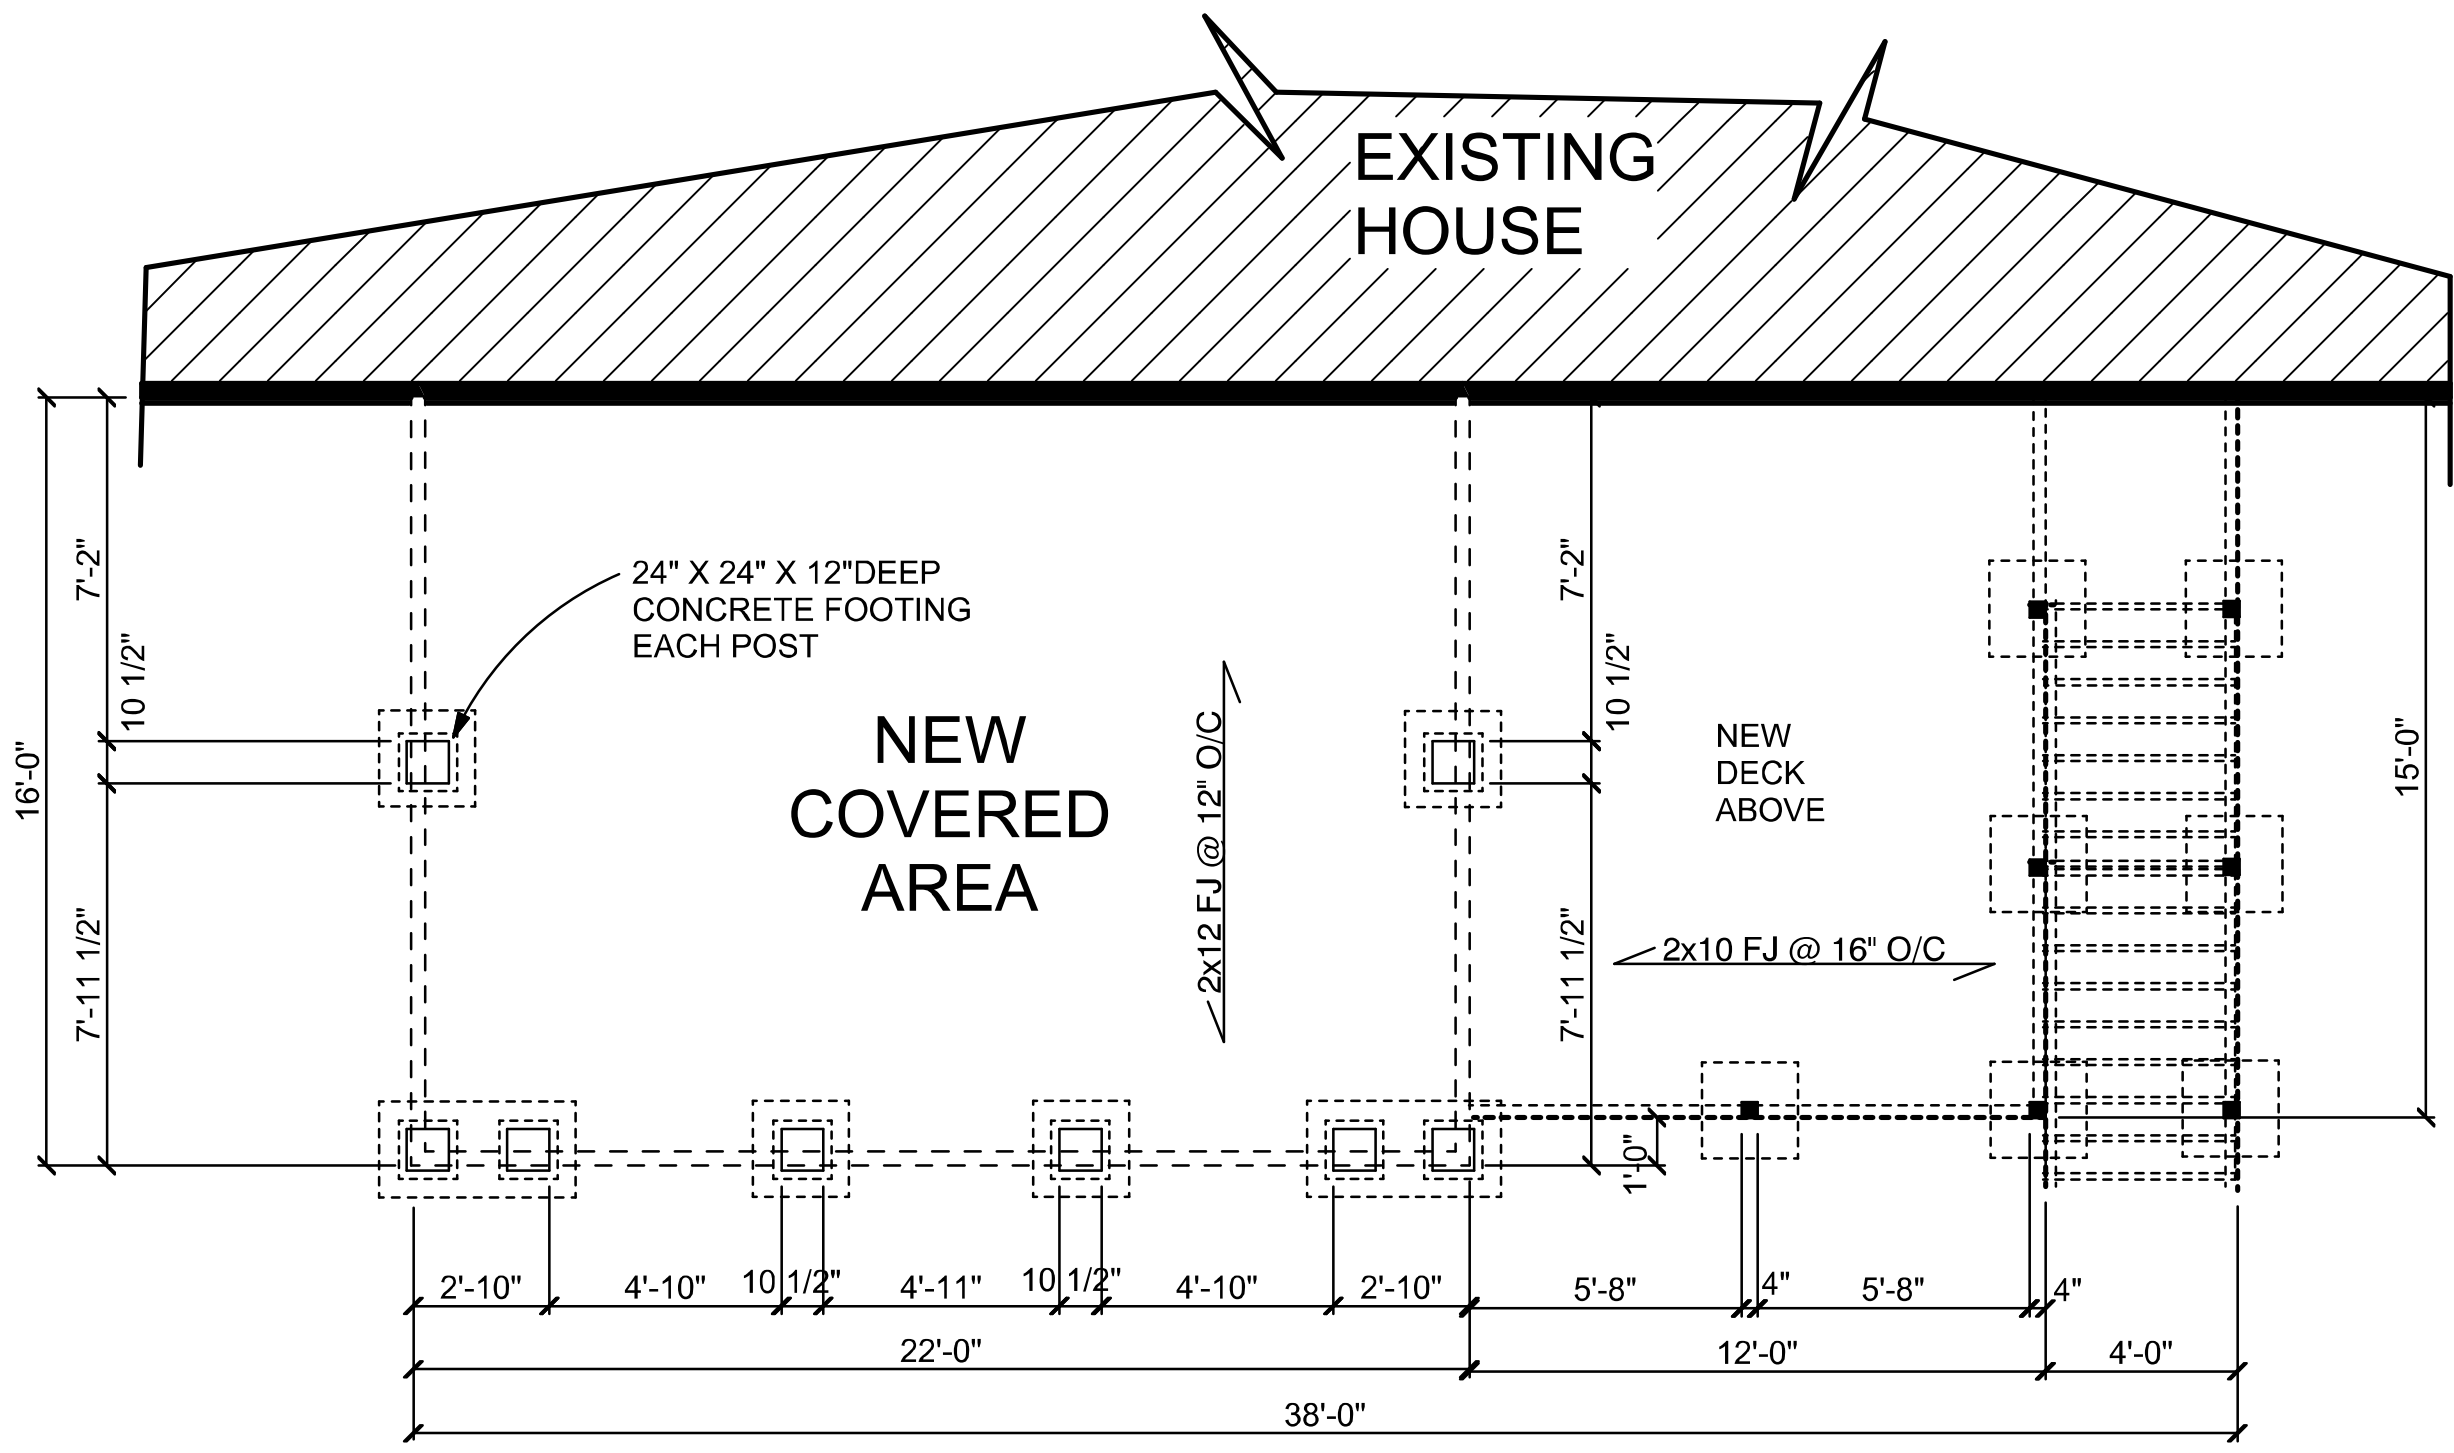 EXISTING
HOUSE
24" X 24" X 12"DEEP
CONCRETE FOOTING
EACH POST
NEW
COVERED
AREA
2x12 FJ @ 12" O/C
NEW
DECK
ABOVE
2x10 FJ @ 16" O/C
16'-0"
7'-2"
10 1/2"
7'-11 1/2"
7'-2"
10 1/2"
7'-11 1/2"
1'-0"
15'-0"
2'-10"
4'-10"
10 1/2"
4'-11"
10 1/2"
4'-10"
2'-10"
5'-8"
4"
5'-8"
4"
22'-0"
12'-0"
4'-0"
38'-0"